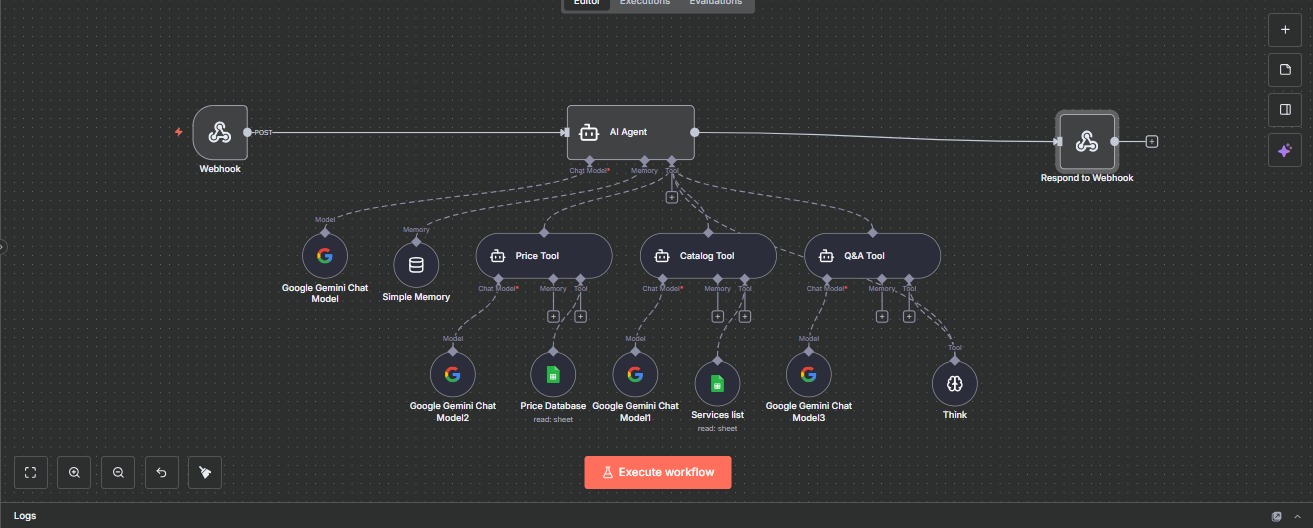 Editor Executions Evaluations
POST
Webhook
AI Agent
Chat Model*
Memory
Tool
Respond to Webhook
Model
Google Gemini Chat
Model
Memory
Simple Memory
Price Tool
Chat Model*
Memory
Tool
Catalog Tool
Chat Model*
Memory
Tool
Q&A Tool
Chat Model*
Memory
Tool
Model
Google Gemini Chat
Model2
Price Database
read: sheet
Model
Google Gemini Chat
Model1
Services list
read: sheet
Model
Google Gemini Chat
Model3
Tool
Think
Execute workflow
Logs